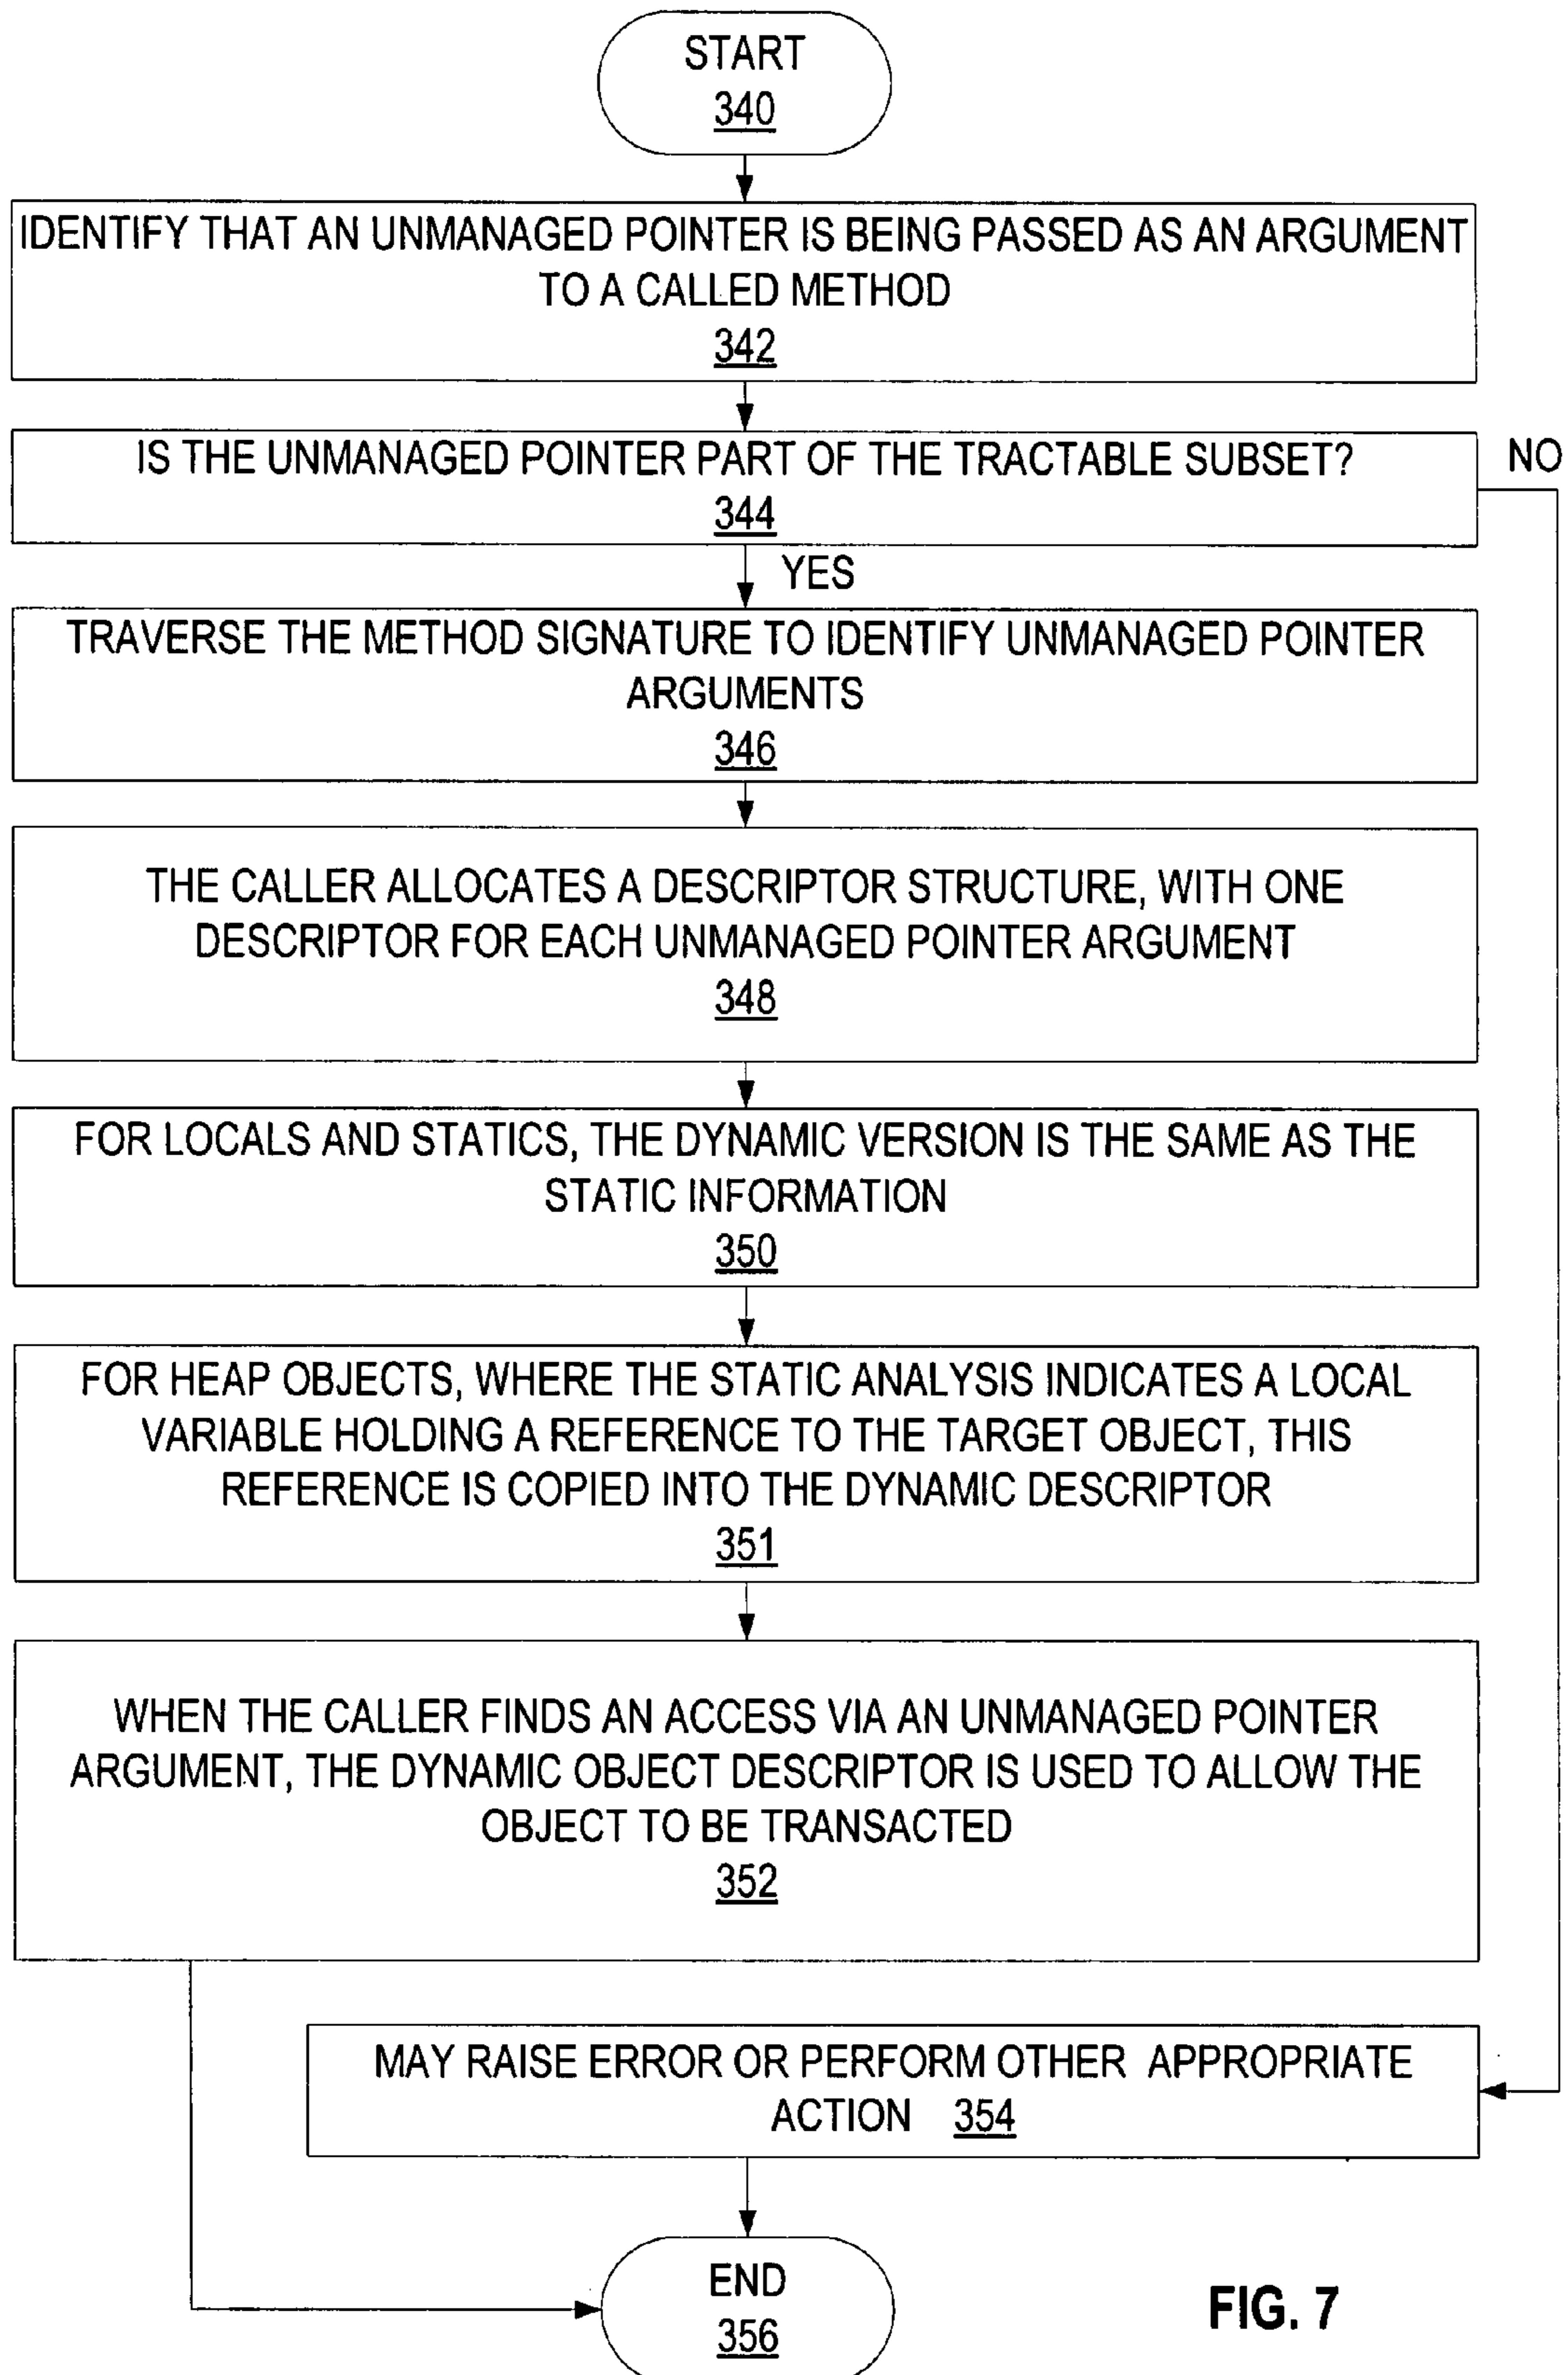 START
340
IDENTIFY THAT AN UNMANAGED POINTER IS BEING PASSED AS AN ARGUMENT
TO A CALLED METHOD
342
IS THE UNMANAGED POINTER PART OF THE TRACTABLE SUBSET?
NO
344
YES
TRAVERSE THE METHOD SIGNATURE TO IDENTIFY UNMANAGED POINTER
ARGUMENTS
346
THE CALLER ALLOCATES A DESCRIPTOR STRUCTURE, WITH ONE
DESCRIPTOR FOR EACH UNMANAGED POINTER ARGUMENT
348
FOR LOCALS AND STATICS, THE DYNAMIC VERSION IS THE SAME AS THE
STATIC INFORMATION
350
FOR HEAP OBJECTS, WHERE THE STATIC ANALYSIS INDICATES A LOCAL
VARIABLE HOLDING A REFERENCE TO THE TARGET OBJECT, THIS
REFERENCE IS COPIED INTO THE DYNAMIC DESCRIPTOR
351
WHEN THE CALLER FINDS AN ACCESS VIA AN UNMANAGED POINTER
ARGUMENT, THE DYNAMIC OBJECT DESCRIPTOR IS USED TO ALLOW THE
OBJECT TO BE TRANSACTED
352
MAY RAISE ERROR OR PERFORM OTHER APPROPRIATE
ACTION 354
END
356
FIG. 7